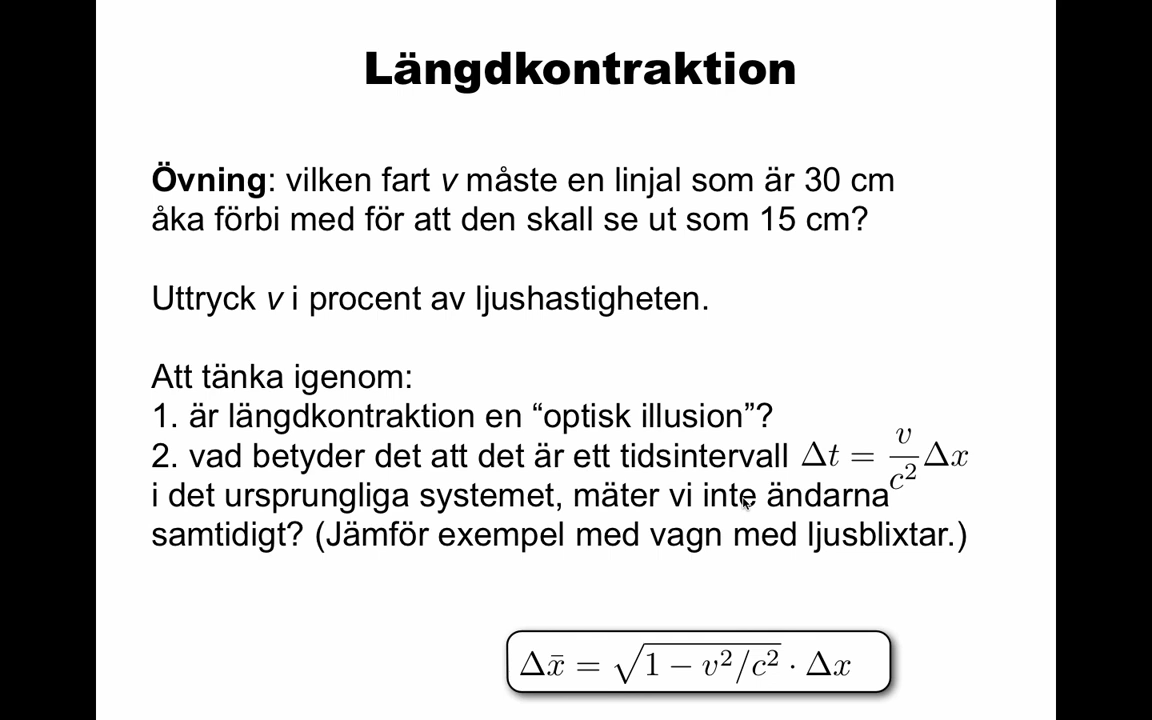 Längdkontraktion
Övning: vilken fart v måste en linjal som är 30 cm
åka förbi med för att den skall se ut som 15 cm?
Uttryck v i procent av ljushastigheten.
Att tänka igenom:
1. är längdkontraktion en “optisk illusion”?
2. vad betyder det att det är ett tidsintervall Δt = v/c² Δx
i det ursprungliga systemet, mäter vi inte ändarna
samtidigt? (Jämför exempel med vagn med ljusblixtar.)
Δx̄ = √(1 − v²/c²) · Δx